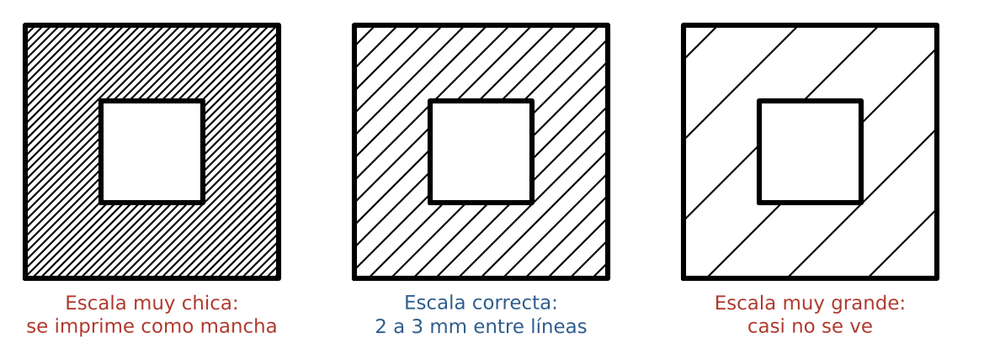 Escala muy chica:
se imprime como mancha
Escala correcta:
2 a 3 mm entre líneas
Escala muy grande:
casi no se ve